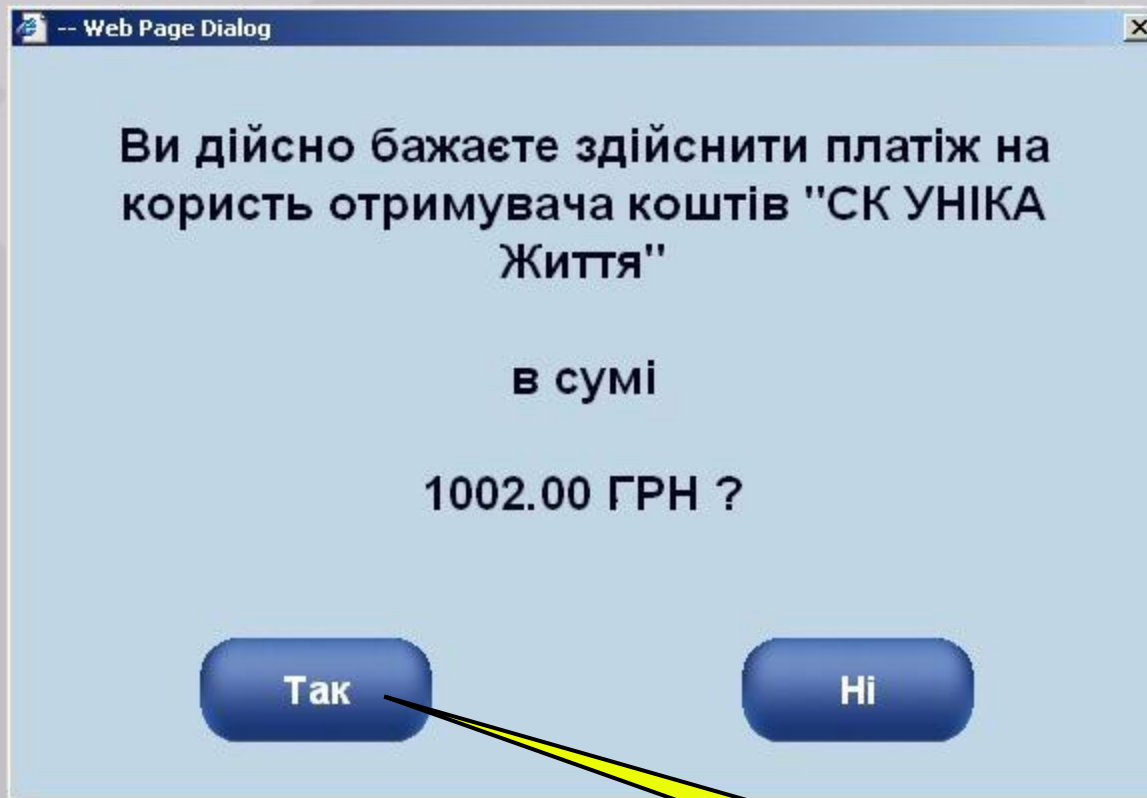 -- Web Page Dialog
Ви дійсно бажаєте здійснити платіж на
користь отримувача коштів "СК УНІКА
Життя"
в сумі
1002.00 ГРН ?
Так
Ні